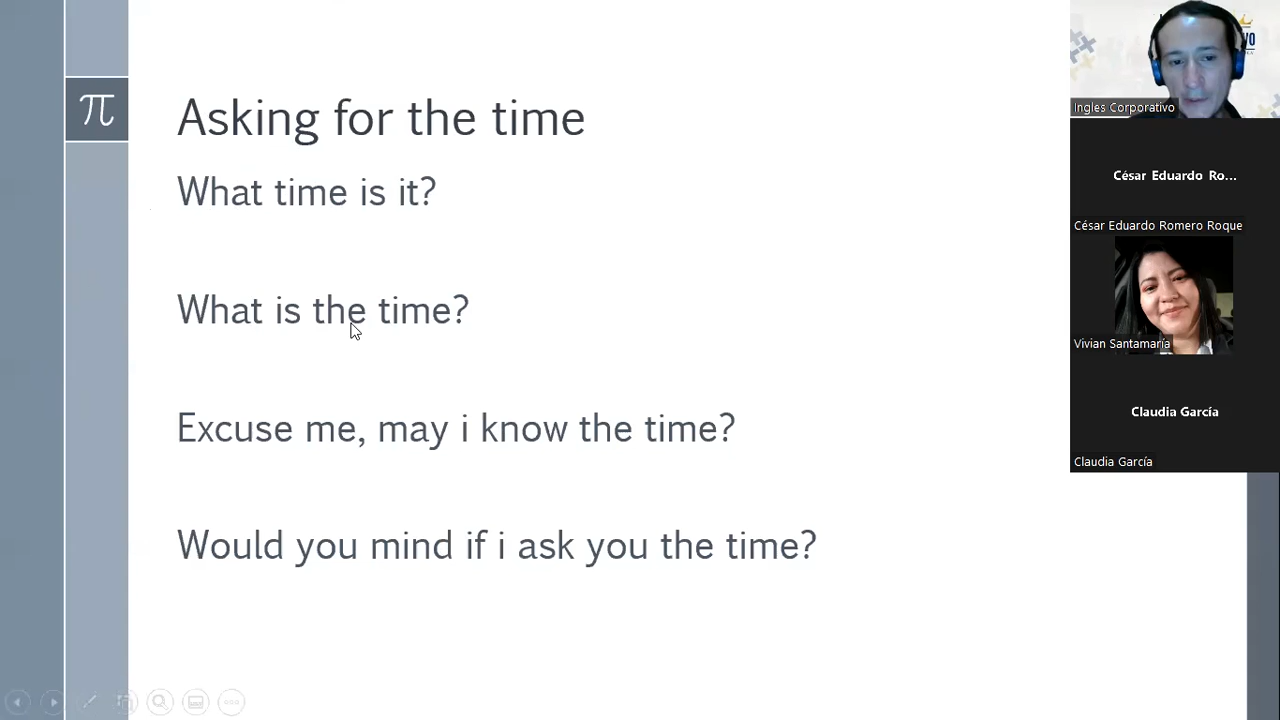 π
Asking for the time
What time is it?
What is the time?
Excuse me, may i know the time?
Would you mind if i ask you the time?
Ingles Corporativo
César Eduardo Ro...
César Eduardo Romero Roque
Vivian Santamaría
Claudia García
Claudia García